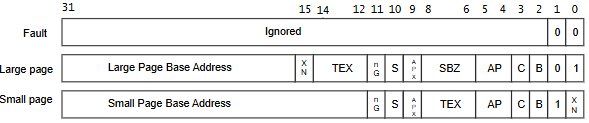 31 15 14 12 11 10 9 8 6 5 4 3 2 1 0
Fault Ignored 0 0
Large page Large Page Base Address XN TEX nG S APX SBZ AP C B 0 1
Small page Small Page Base Address nG S APX TEX AP C B 1 XN